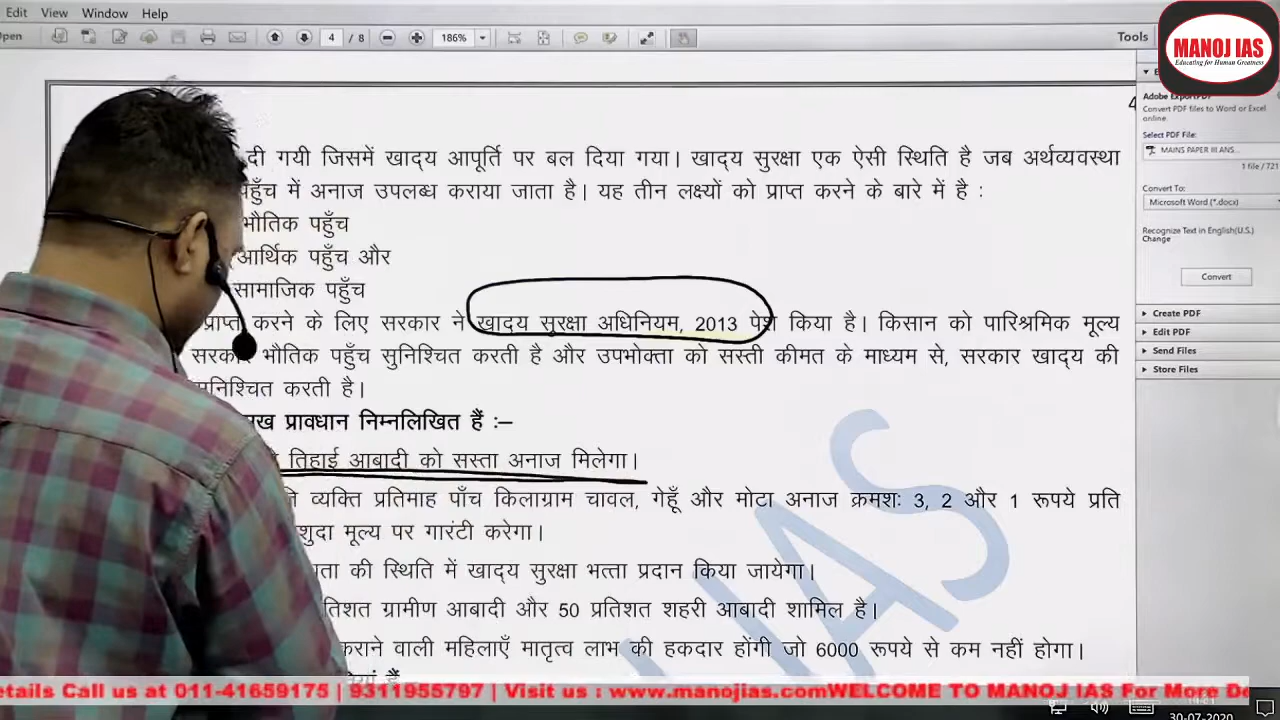 Edit View Window Help
Open 4 / 8 186% Tools
MANOJ IAS
Educating for Human Greatness
4
Adobe ExportPDF
Convert PDF files to Word or Excel
online.
Select PDF File:
MAINS PAPER III ANS...
1 file / 721
Convert To:
Microsoft Word (*.docx)
Recognize Text in English(U.S.)
Change
Convert
Create PDF
Edit PDF
Send Files
Store Files
दी गयी जिसमें खाद्य आपूर्ति पर बल दिया गया। खाद्य सुरक्षा एक ऐसी स्थिति है जब अर्थव्यवस्था
पहुँच में अनाज उपलब्ध कराया जाता है। यह तीन लक्ष्यों को प्राप्त करने के बारे में है :
भौतिक पहुँच
आर्थिक पहुँच और
सामाजिक पहुँच
प्राप्त करने के लिए सरकार ने खाद्य सुरक्षा अधिनियम, 2013 पेश किया है। किसान को पारिश्रमिक मूल्य
सरकार भौतिक पहुँच सुनिश्चित करती है और उपभोक्ता को सस्ती कीमत के माध्यम से, सरकार खाद्य की
सुनिश्चित करती है।
प्रावधान निम्नलिखित हैं :–
तिहाई आबादी को सस्ता अनाज मिलेगा।
व्यक्ति प्रतिमाह पाँच किलाग्राम चावल, गेहूँ और मोटा अनाज क्रमशः 3, 2 और 1 रूपये प्रति
शुदा मूल्य पर गारंटी करेगा।
की स्थिति में खाद्य सुरक्षा भत्ता प्रदान किया जायेगा।
ग्रामीण आबादी और 50 प्रतिशत शहरी आबादी शामिल है।
कराने वाली महिलाएँ मातृत्व लाभ की हकदार होंगी जो 6000 रूपये से कम नहीं होगा।
IAS
etails Call us at 011-41659175 | 9311955797 | Visit us : www.manojias.comWELCOME TO MANOJ IAS For More De
30-07-2020